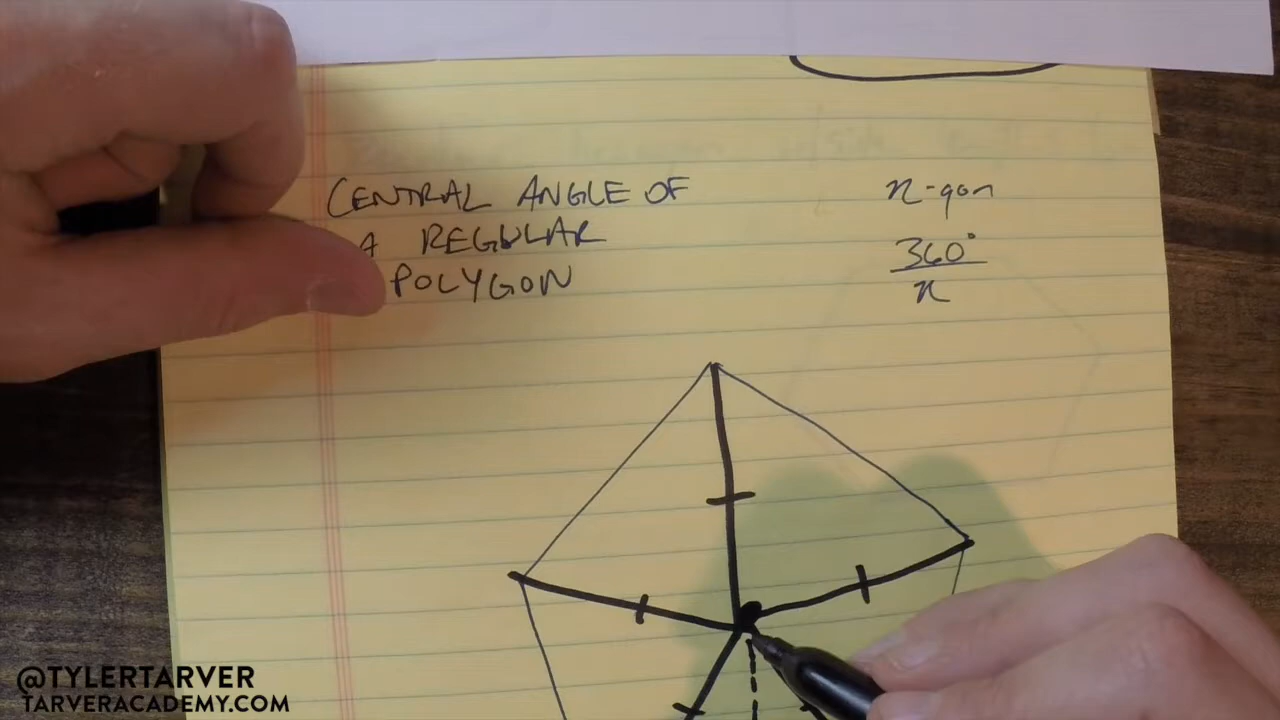 CENTRAL ANGLE OF
A REGULAR
POLYGON
n-gon
360°
n
@TYLERTARVER
TARVERACADEMY.COM